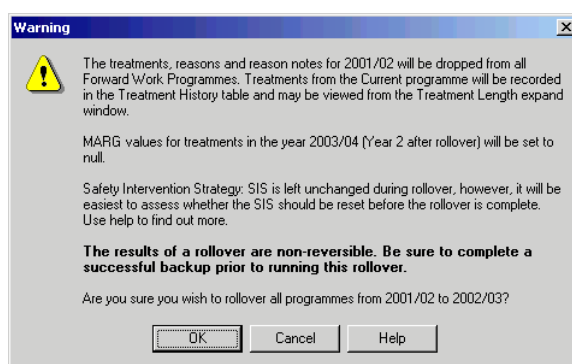 Warning
The treatments, reasons and reason notes for 2001/02 will be dropped from all
Forward Work Programmes. Treatments from the Current programme will be recorded
in the Treatment History table and may be viewed from the Treatment Length expand
window.
MARG values for treatments in the year 2003/04 (Year 2 after rollover) will be set to
null.
Safety Intervention Strategy: SIS is left unchanged during rollover, however, it will be
easiest to assess whether the SIS should be reset before the rollover is complete.
Use help to find out more.
The results of a rollover are non-reversible. Be sure to complete a
successful backup prior to running this rollover.
Are you sure you wish to rollover all programmes from 2001/02 to 2002/03?
OK Cancel Help